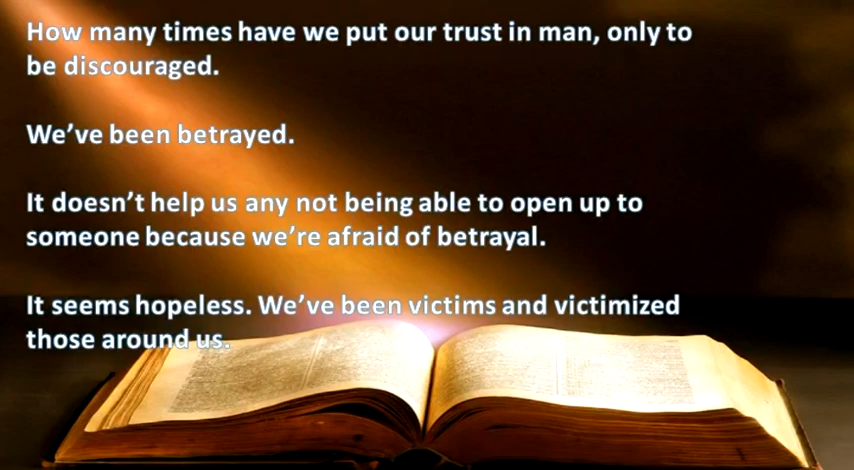 How many times have we put our trust in man, only to
be discouraged.
We’ve been betrayed.
It doesn’t help us any not being able to open up to
someone because we’re afraid of betrayal.
It seems hopeless. We’ve been victims and victimized
those around us.